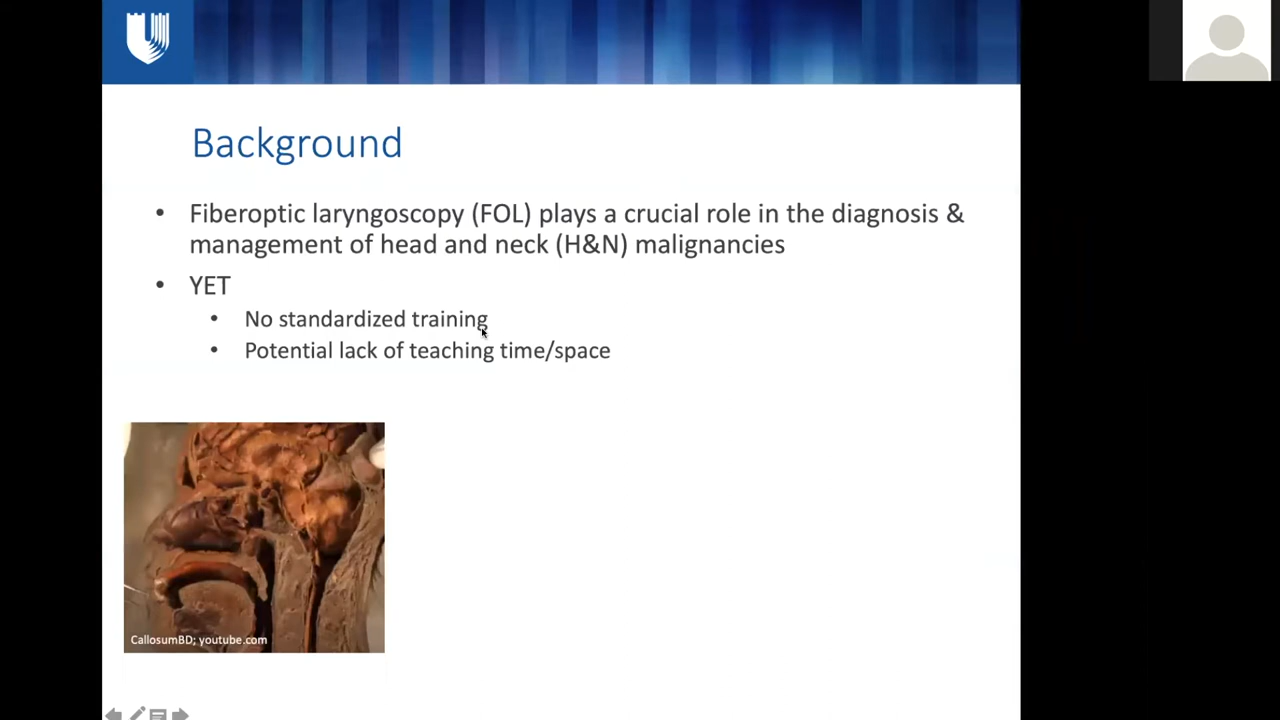 Background
• Fiberoptic laryngoscopy (FOL) plays a crucial role in the diagnosis &
management of head and neck (H&N) malignancies
• YET
• No standardized training
• Potential lack of teaching time/space
CallosumBD; youtube.com